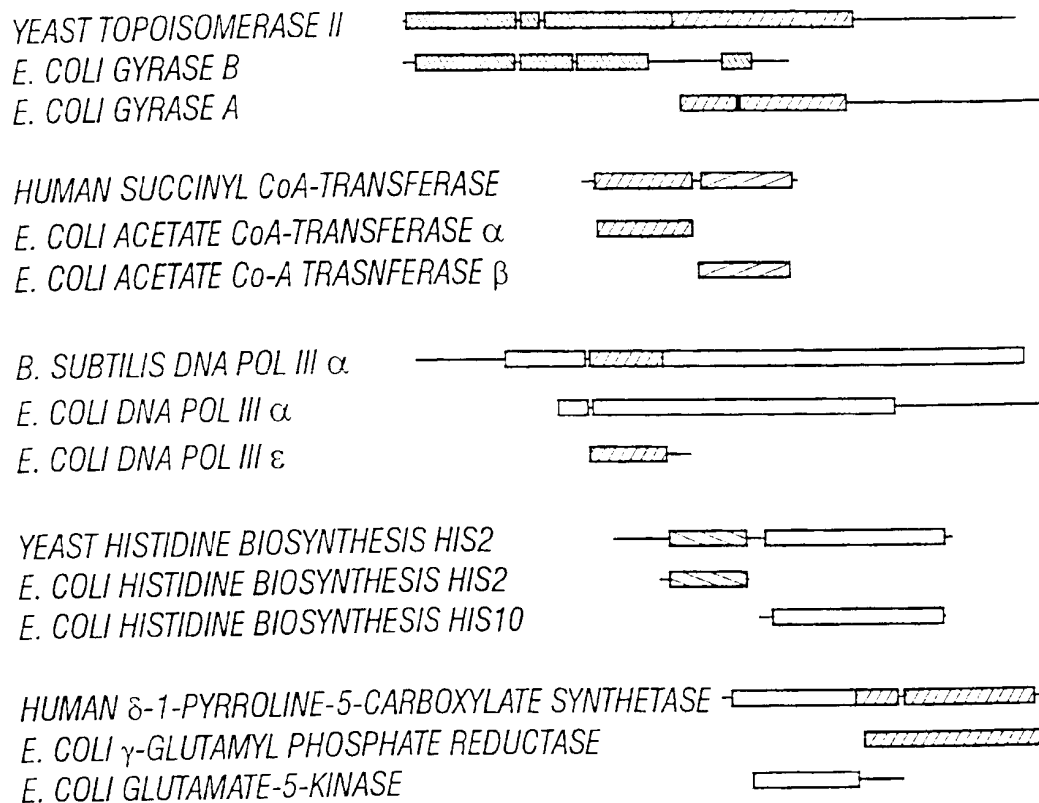 YEAST TOPOISOMERASE II
E. COLI GYRASE B
E. COLI GYRASE A
HUMAN SUCCINYL CoA-TRANSFERASE
E. COLI ACETATE CoA-TRANSFERASE α
E. COLI ACETATE Co-A TRASNFERASE β
B. SUBTILIS DNA POL III α
E. COLI DNA POL III α
E. COLI DNA POL III ε
YEAST HISTIDINE BIOSYNTHESIS HIS2
E. COLI HISTIDINE BIOSYNTHESIS HIS2
E. COLI HISTIDINE BIOSYNTHESIS HIS10
HUMAN δ-1-PYRROLINE-5-CARBOXYLATE SYNTHETASE
E. COLI γ-GLUTAMYL PHOSPHATE REDUCTASE
E. COLI GLUTAMATE-5-KINASE